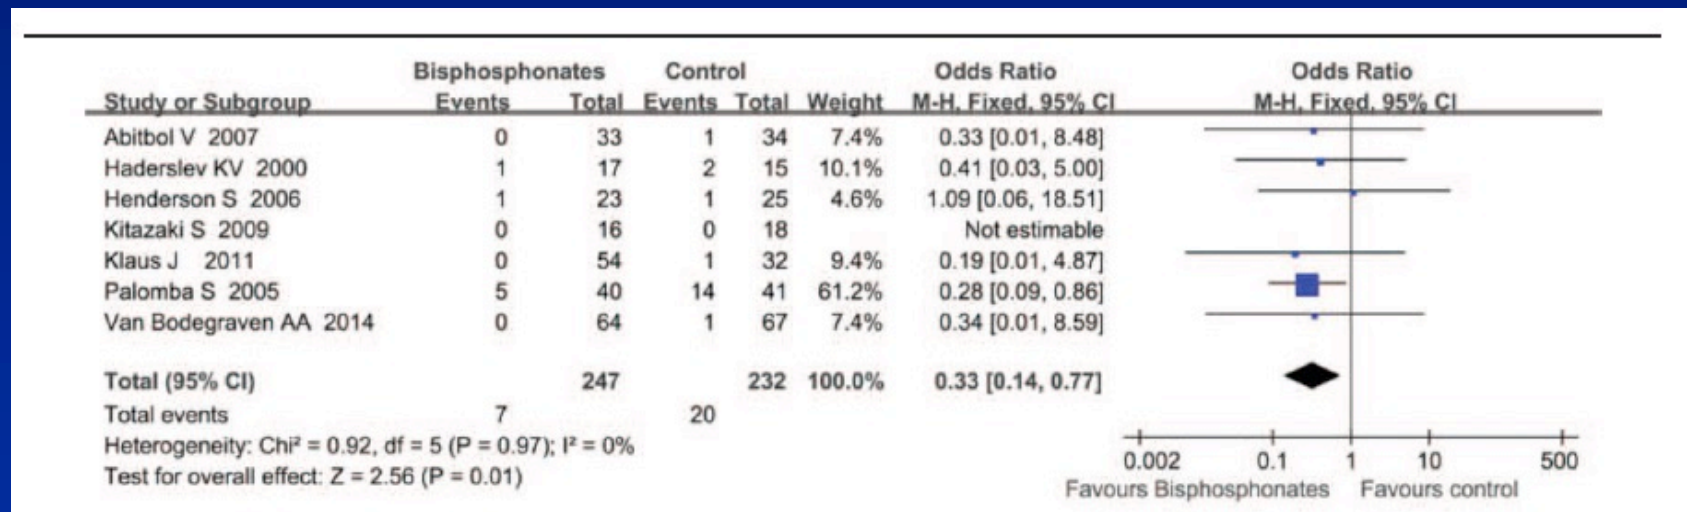 Bisphosphonates Control Odds Ratio Odds Ratio
Study or Subgroup Events Total Events Total Weight M-H, Fixed, 95% CI M-H, Fixed, 95% CI
Abitbol V 2007 0 33 1 34 7.4% 0.33 [0.01, 8.48]
Haderslev KV 2000 1 17 2 15 10.1% 0.41 [0.03, 5.00]
Henderson S 2006 1 23 1 25 4.6% 1.09 [0.06, 18.51]
Kitazaki S 2009 0 16 0 18 Not estimable
Klaus J 2011 0 54 1 32 9.4% 0.19 [0.01, 4.87]
Palomba S 2005 5 40 14 41 61.2% 0.28 [0.09, 0.86]
Van Bodegraven AA 2014 0 64 1 67 7.4% 0.34 [0.01, 8.59]
Total (95% CI) 247 232 100.0% 0.33 [0.14, 0.77]
Total events 7 20
Heterogeneity: Chi² = 0.92, df = 5 (P = 0.97); I² = 0%
Test for overall effect: Z = 2.56 (P = 0.01)
0.002 0.1 1 10 500
Favours Bisphosphonates Favours control